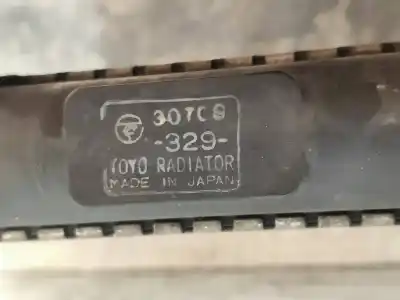 30709
-329-
TOYO RADIATOR
MADE IN JAPAN